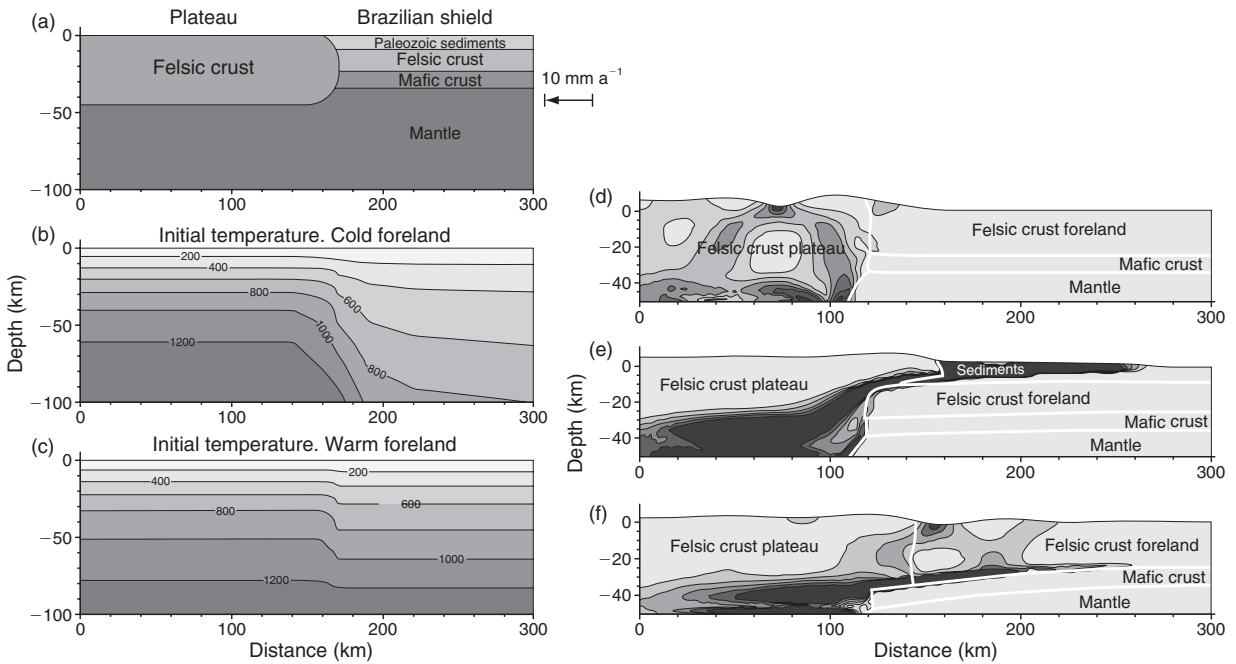 (a) Plateau Brazilian shield
0
Paleozoic sediments
Felsic crust
Felsic crust
Mafic crust
10 mm a⁻¹
−50
Mantle
−100
0 100 200 300
(b) Initial temperature. Cold foreland
0
200
400
800
600
1000
1200
800
−50
−100
0 100 200 300
Depth (km)
(c) Initial temperature. Warm foreland
0
200
400
600
800
1000
1200
−50
−100
0 100 200 300
Distance (km)
(d)
0
−20
−40
Felsic crust plateau
Felsic crust foreland
Mafic crust
Mantle
0 100 200 300
(e)
0
−20
−40
Sediments
Felsic crust plateau
Felsic crust foreland
Mafic crust
Mantle
0 100 200 300
Depth (km)
(f)
0
−20
−40
Felsic crust plateau
Felsic crust foreland
Mafic crust
Mantle
0 100 200 300
Distance (km)